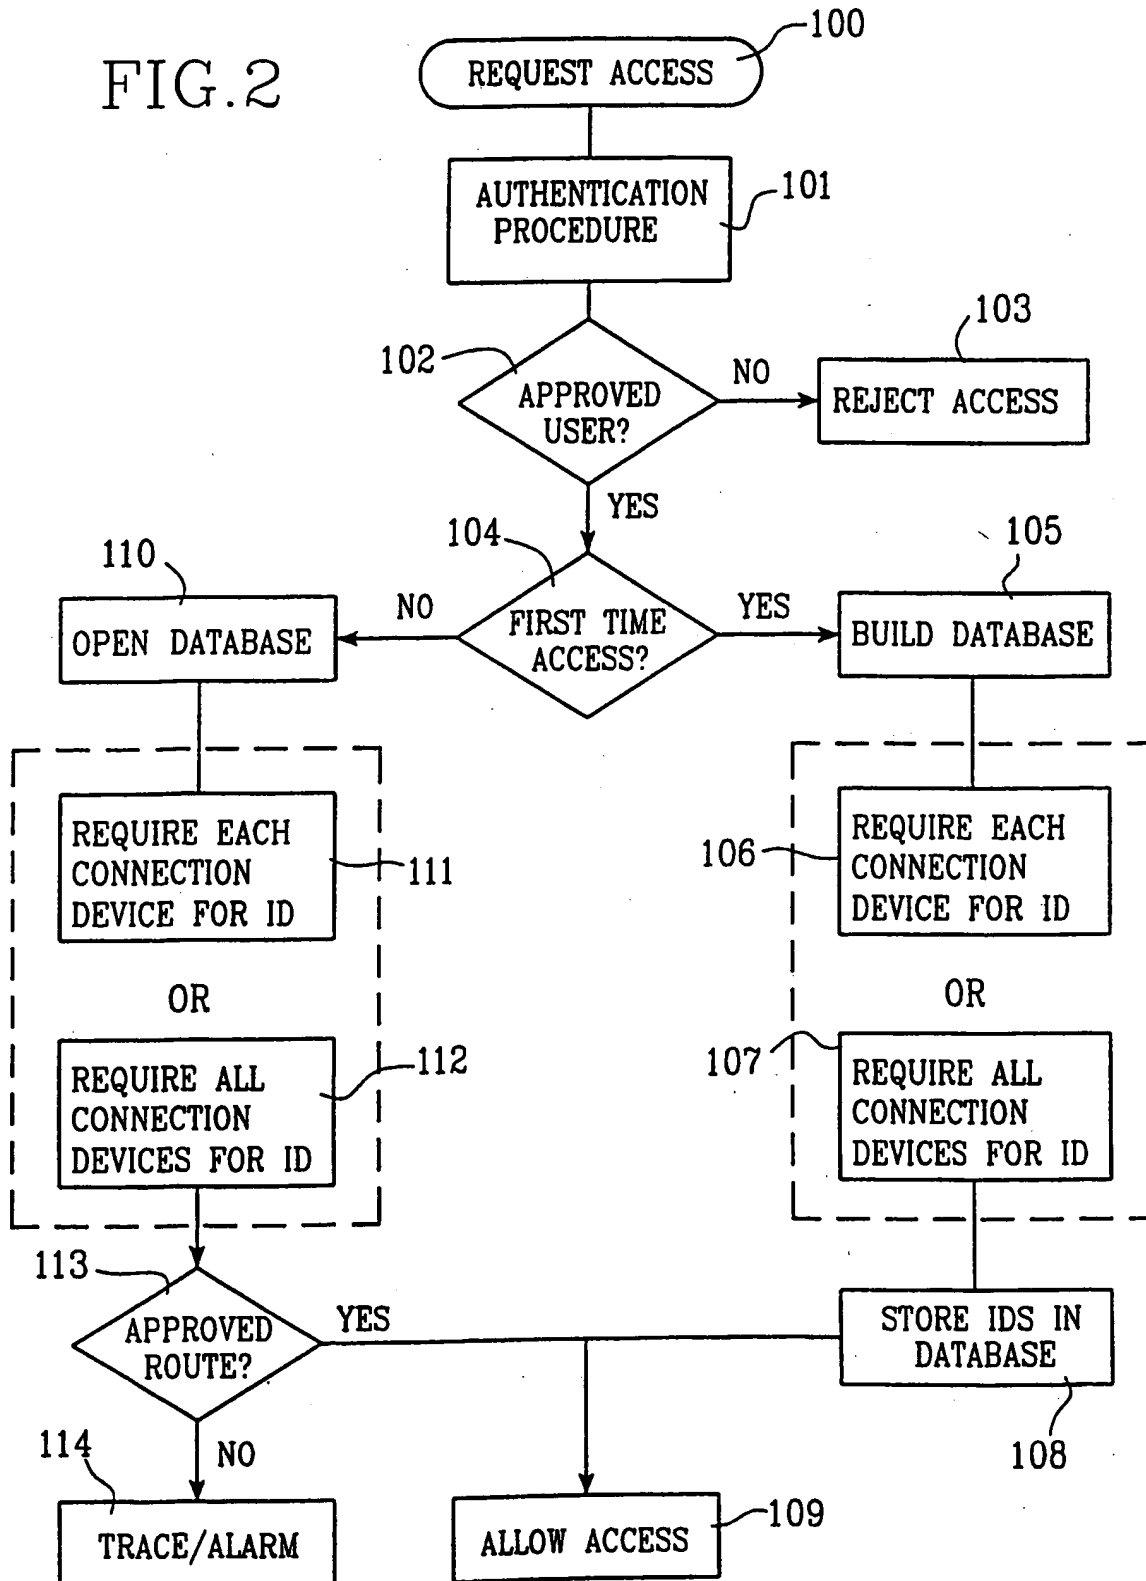 FIG.2
100
REQUEST ACCESS
AUTHENTICATION
PROCEDURE
101
102
APPROVED
USER?
NO
103
REJECT ACCESS
YES
104
FIRST TIME
ACCESS?
NO
YES
110
OPEN DATABASE
105
BUILD DATABASE
REQUIRE EACH
CONNECTION
DEVICE FOR ID
111
OR
REQUIRE ALL
CONNECTION
DEVICES FOR ID
112
106
REQUIRE EACH
CONNECTION
DEVICE FOR ID
OR
107
REQUIRE ALL
CONNECTION
DEVICES FOR ID
113
APPROVED
ROUTE?
YES
STORE IDS IN
DATABASE
108
NO
114
TRACE/ALARM
ALLOW ACCESS
109